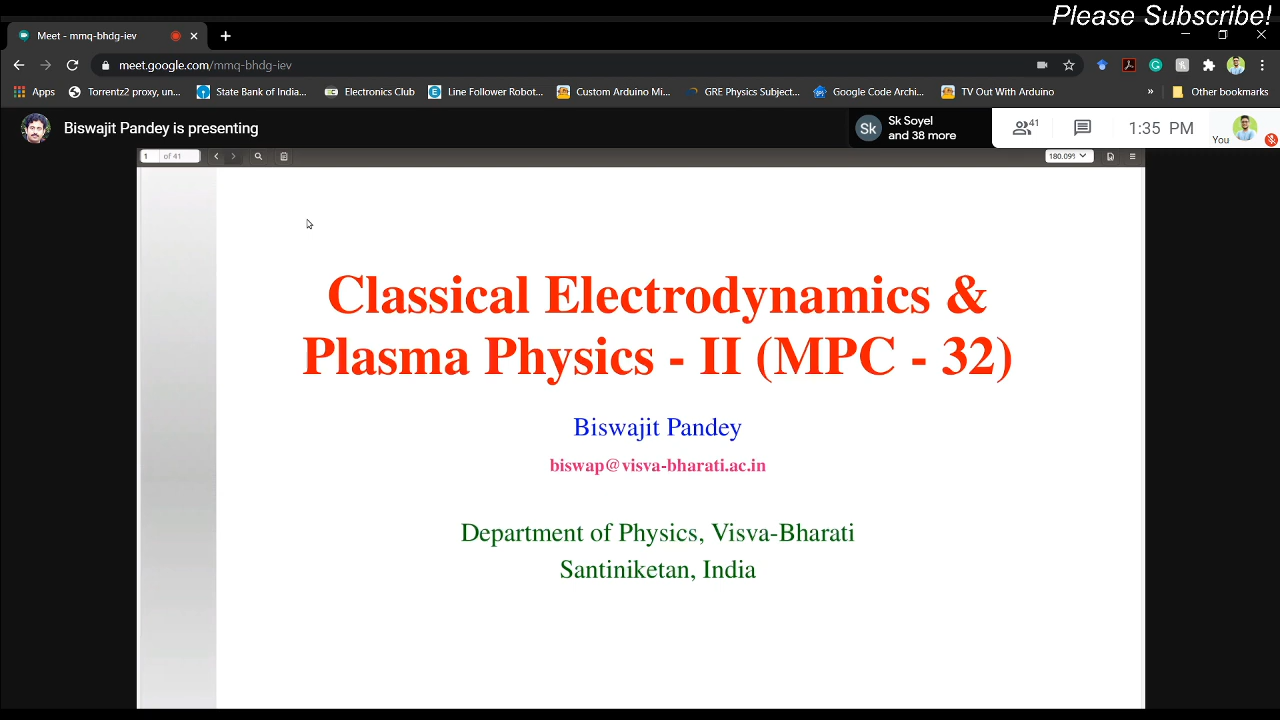 Please Subscribe!
Meet - mmq-bhdg-iev
meet.google.com/mmq-bhdg-iev
Apps Torrentz2 proxy, un... State Bank of India... Electronics Club Line Follower Robot... Custom Arduino Mi... GRE Physics Subject... Google Code Archi... TV Out With Arduino » Other bookmarks
Biswajit Pandey is presenting
Sk
Sk Soyel
and 38 more
41
1:35 PM
You
1 of 41
180.09%
Classical Electrodynamics &
Plasma Physics - II (MPC - 32)
Biswajit Pandey
biswap@visva-bharati.ac.in
Department of Physics, Visva-Bharati
Santiniketan, India